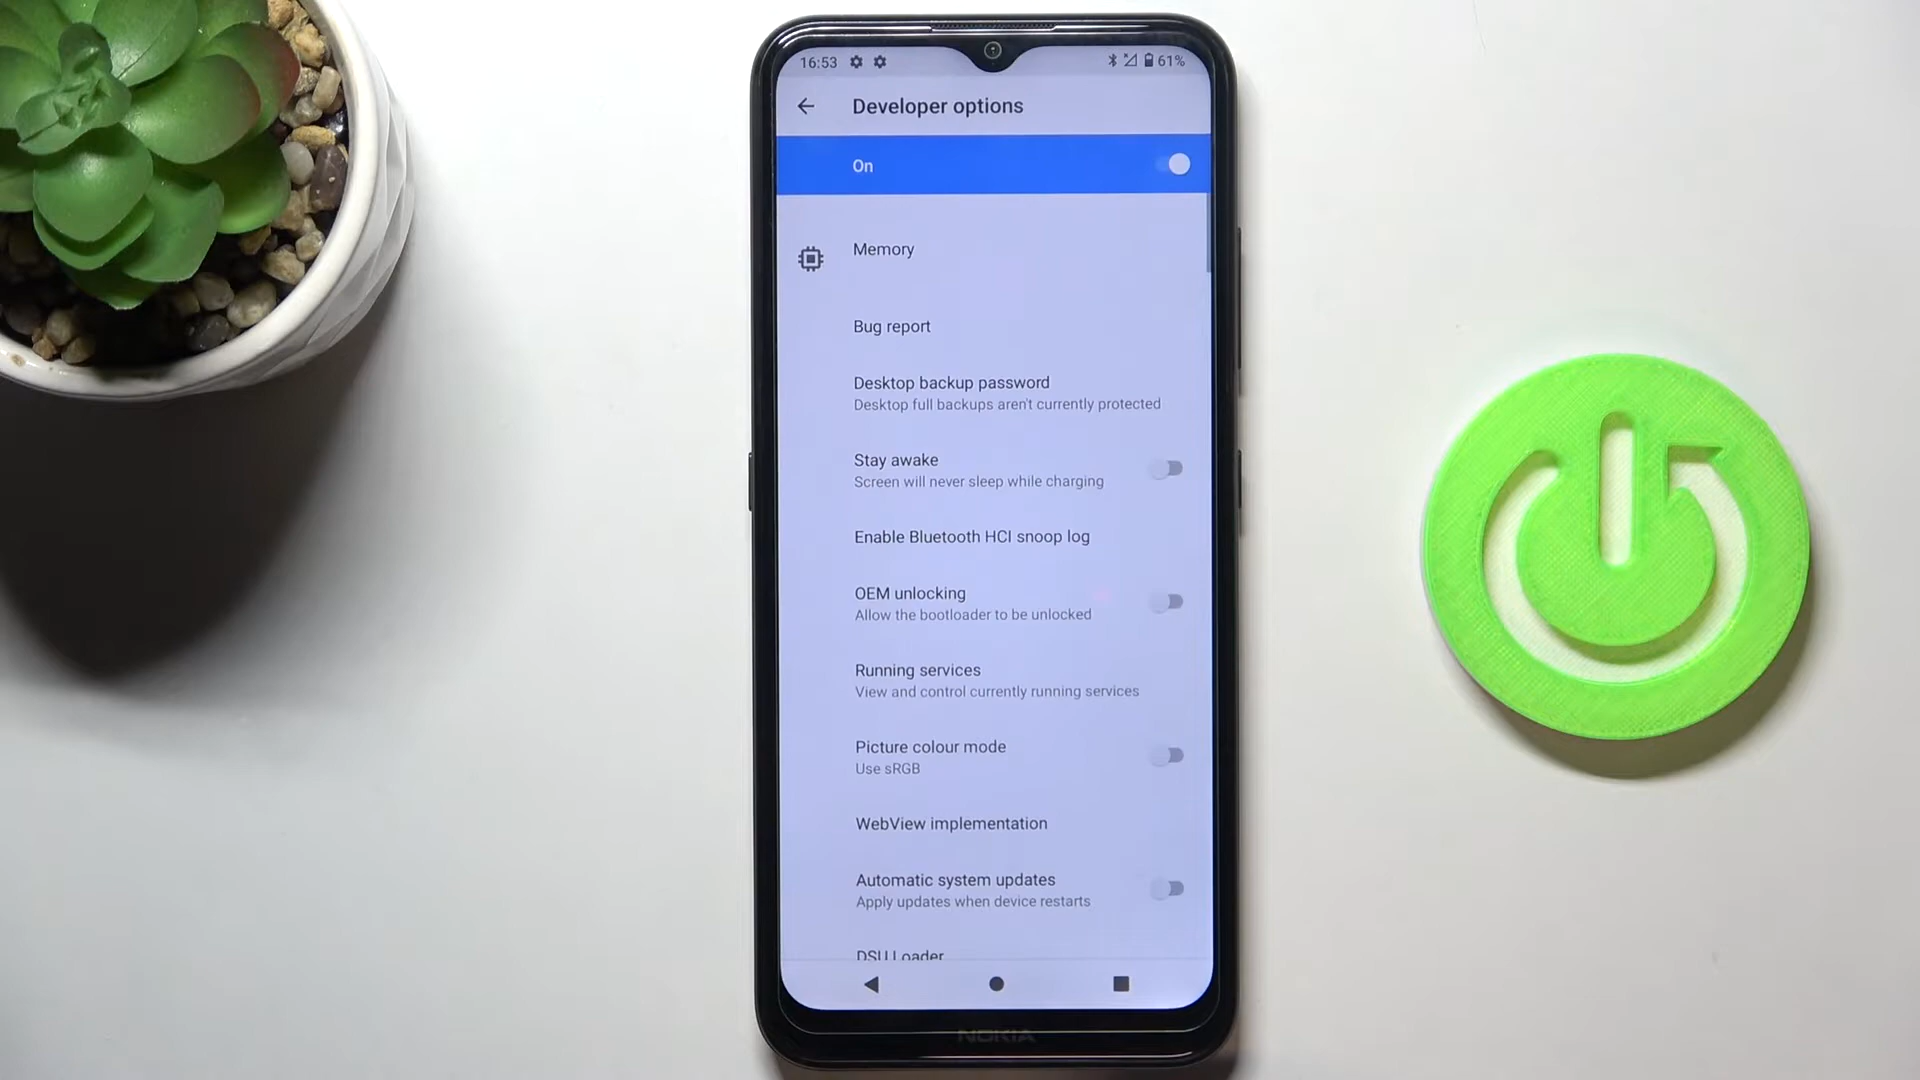 16:53 61%
Developer options
On
Memory
Bug report
Desktop backup password
Desktop full backups aren't currently protected
Stay awake
Screen will never sleep while charging
Enable Bluetooth HCI snoop log
OEM unlocking
Allow the bootloader to be unlocked
Running services
View and control currently running services
Picture colour mode
Use sRGB
WebView implementation
Automatic system updates
Apply updates when device restarts
DSU Loader
NOKIA